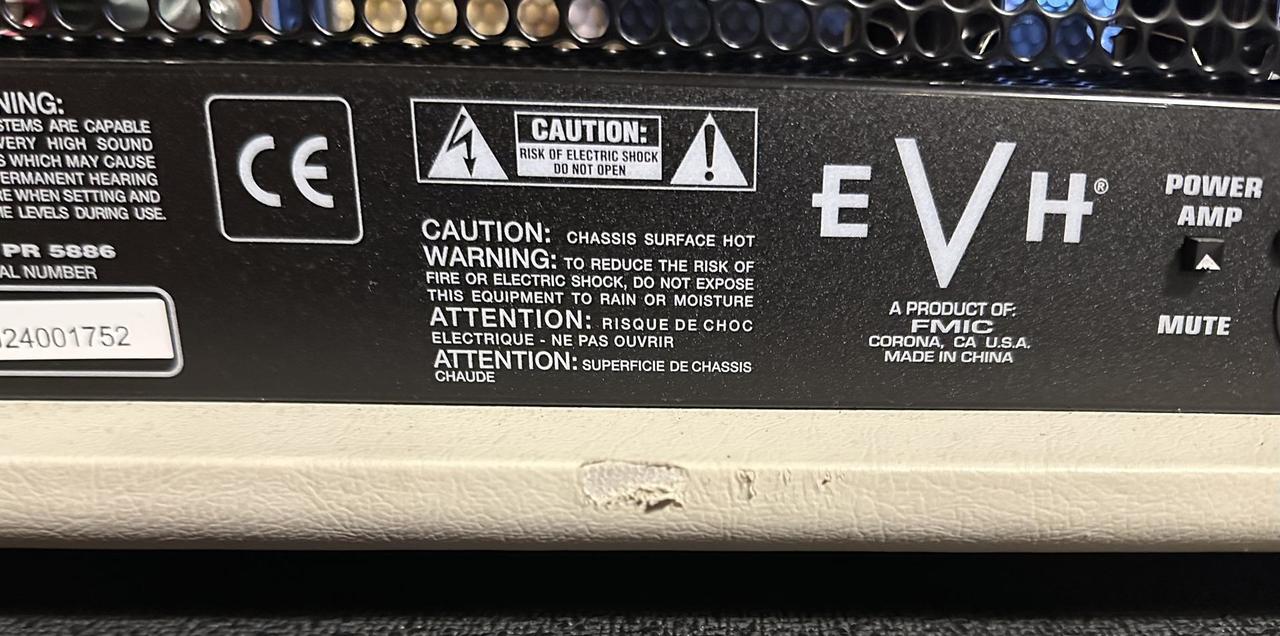 NING:
STEMS ARE CAPABLE
VERY HIGH SOUND
S WHICH MAY CAUSE
ERMANENT HEARING
RE WHEN SETTING AND
HE LEVELS DURING USE.
PR 5886
AL NUMBER
24001752
CE
CAUTION:
RISK OF ELECTRIC SHOCK
DO NOT OPEN
CAUTION: CHASSIS SURFACE HOT
WARNING: TO REDUCE THE RISK OF
FIRE OR ELECTRIC SHOCK, DO NOT EXPOSE
THIS EQUIPMENT TO RAIN OR MOISTURE
ATTENTION: RISQUE DE CHOC
ELECTRIQUE - NE PAS OUVRIR
ATTENTION: SUPERFICIE DE CHASSIS
CHAUDE
EVH®
A PRODUCT OF:
FMIC
CORONA, CA U.S.A.
MADE IN CHINA
POWER
AMP
MUTE